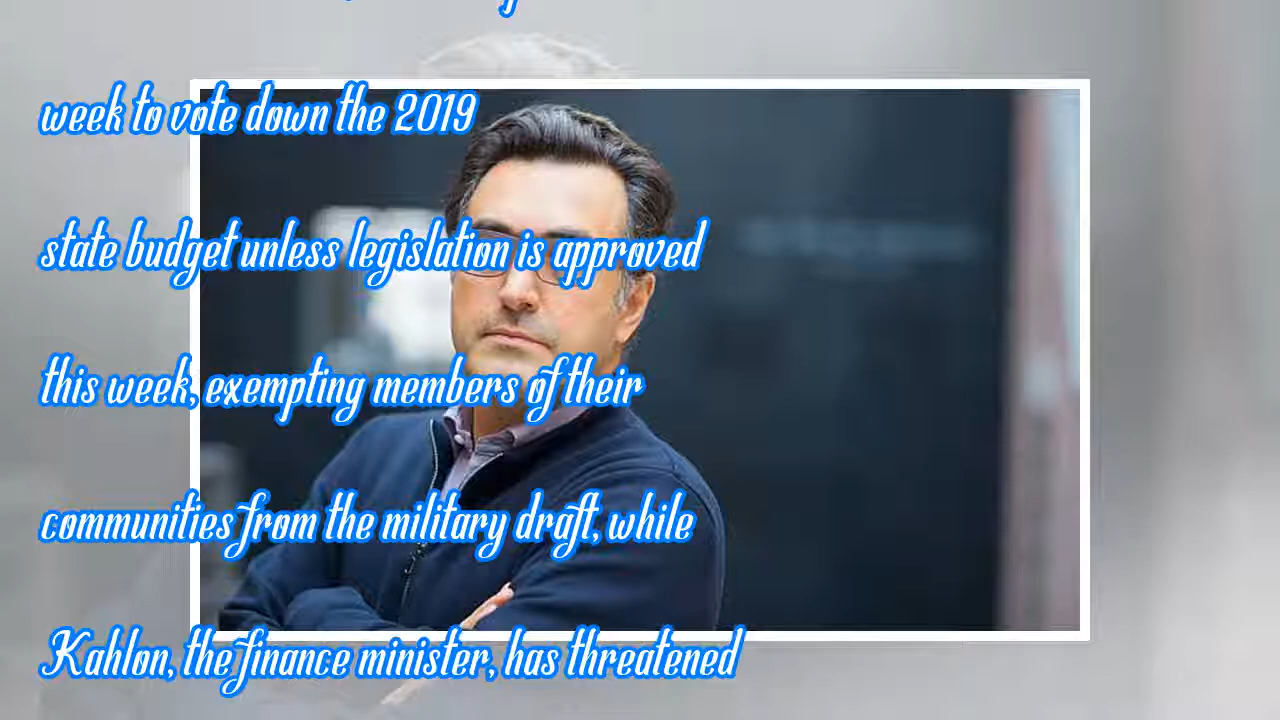 week to vote down the 2019
state budget unless legislation is approved
this week, exempting members of their
communities from the military draft, while
Kahlon, the finance minister, has threatened